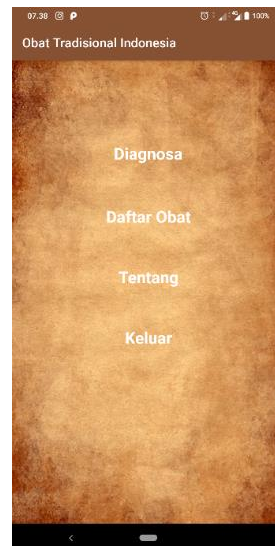 07.38 100%
Obat Tradisional Indonesia
Diagnosa
Daftar Obat
Tentang
Keluar